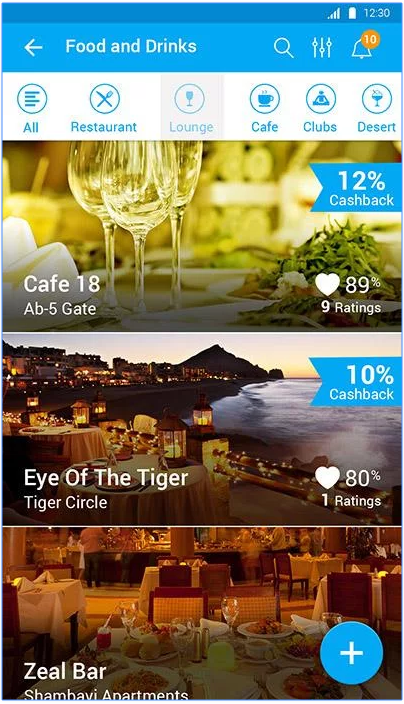 12:30
Food and Drinks
10
All
Restaurant
Lounge
Cafe
Clubs
Desert
12%
Cashback
Cafe 18
89%
Ab-5 Gate
9 Ratings
10%
Cashback
Eye Of The Tiger
80%
Tiger Circle
1 Ratings
Zeal Bar
Shambavi Apartments